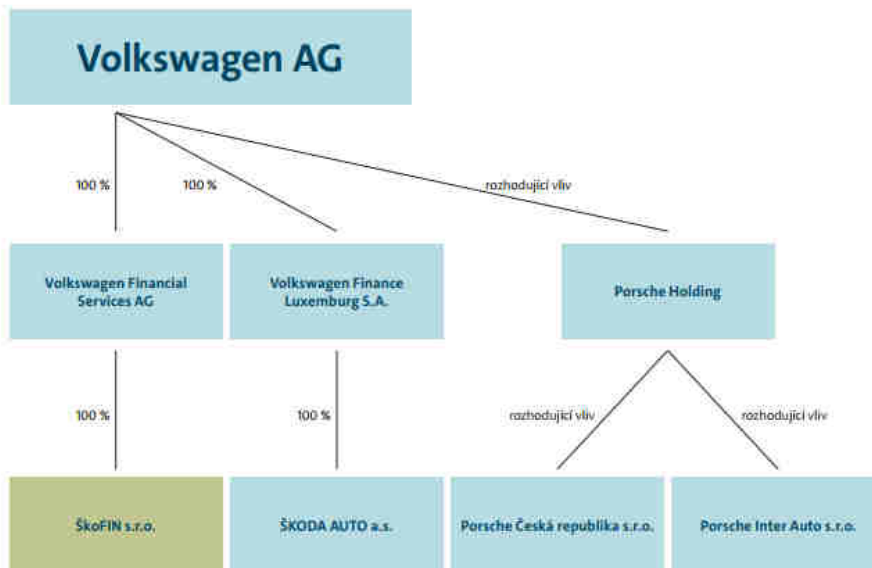 Volkswagen AG
100 %
100 %
rozhodující vliv
Volkswagen Financial
Services AG
Volkswagen Finance
Luxemburg S.A.
Porsche Holding
100 %
100 %
rozhodující vliv
rozhodující vliv
ŠkoFIN s.r.o.
ŠKODA AUTO a.s.
Porsche Česká republika s.r.o.
Porsche Inter Auto s.r.o.